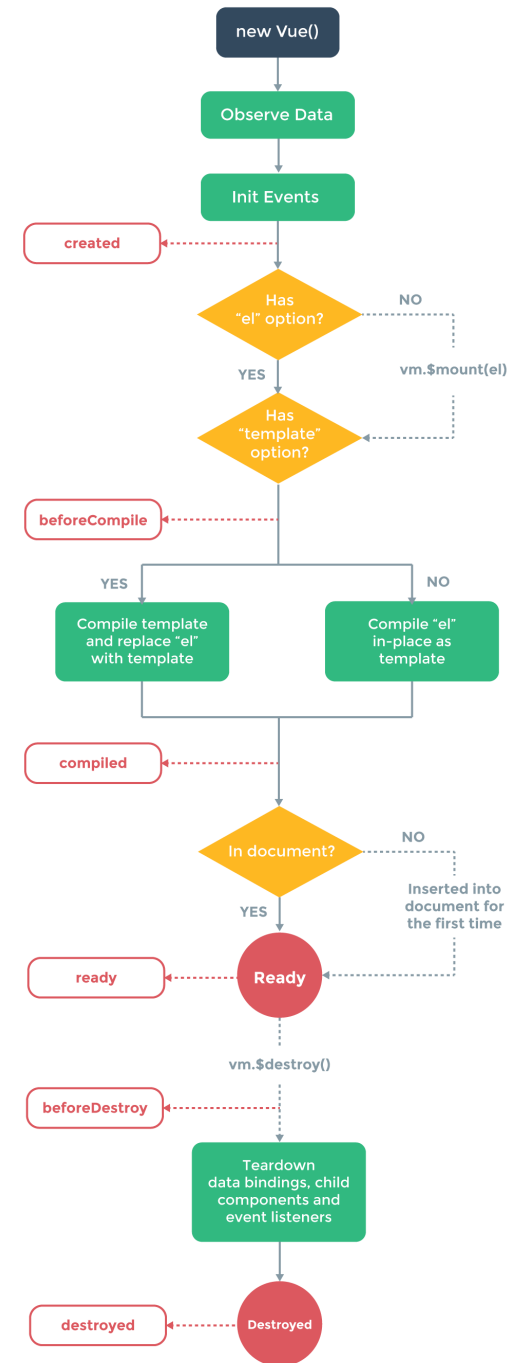 new Vue()
Observe Data
Init Events
created
Has
“el” option?
NO
vm.$mount(el)
YES
Has
“template”
option?
beforeCompile
YES
NO
Compile template
and replace “el”
with template
Compile “el”
in-place as
template
compiled
In document?
NO
Inserted into
document for
the first time
YES
Ready
ready
vm.$destroy()
beforeDestroy
Teardown
data bindings, child
components and
event listeners
destroyed
Destroyed